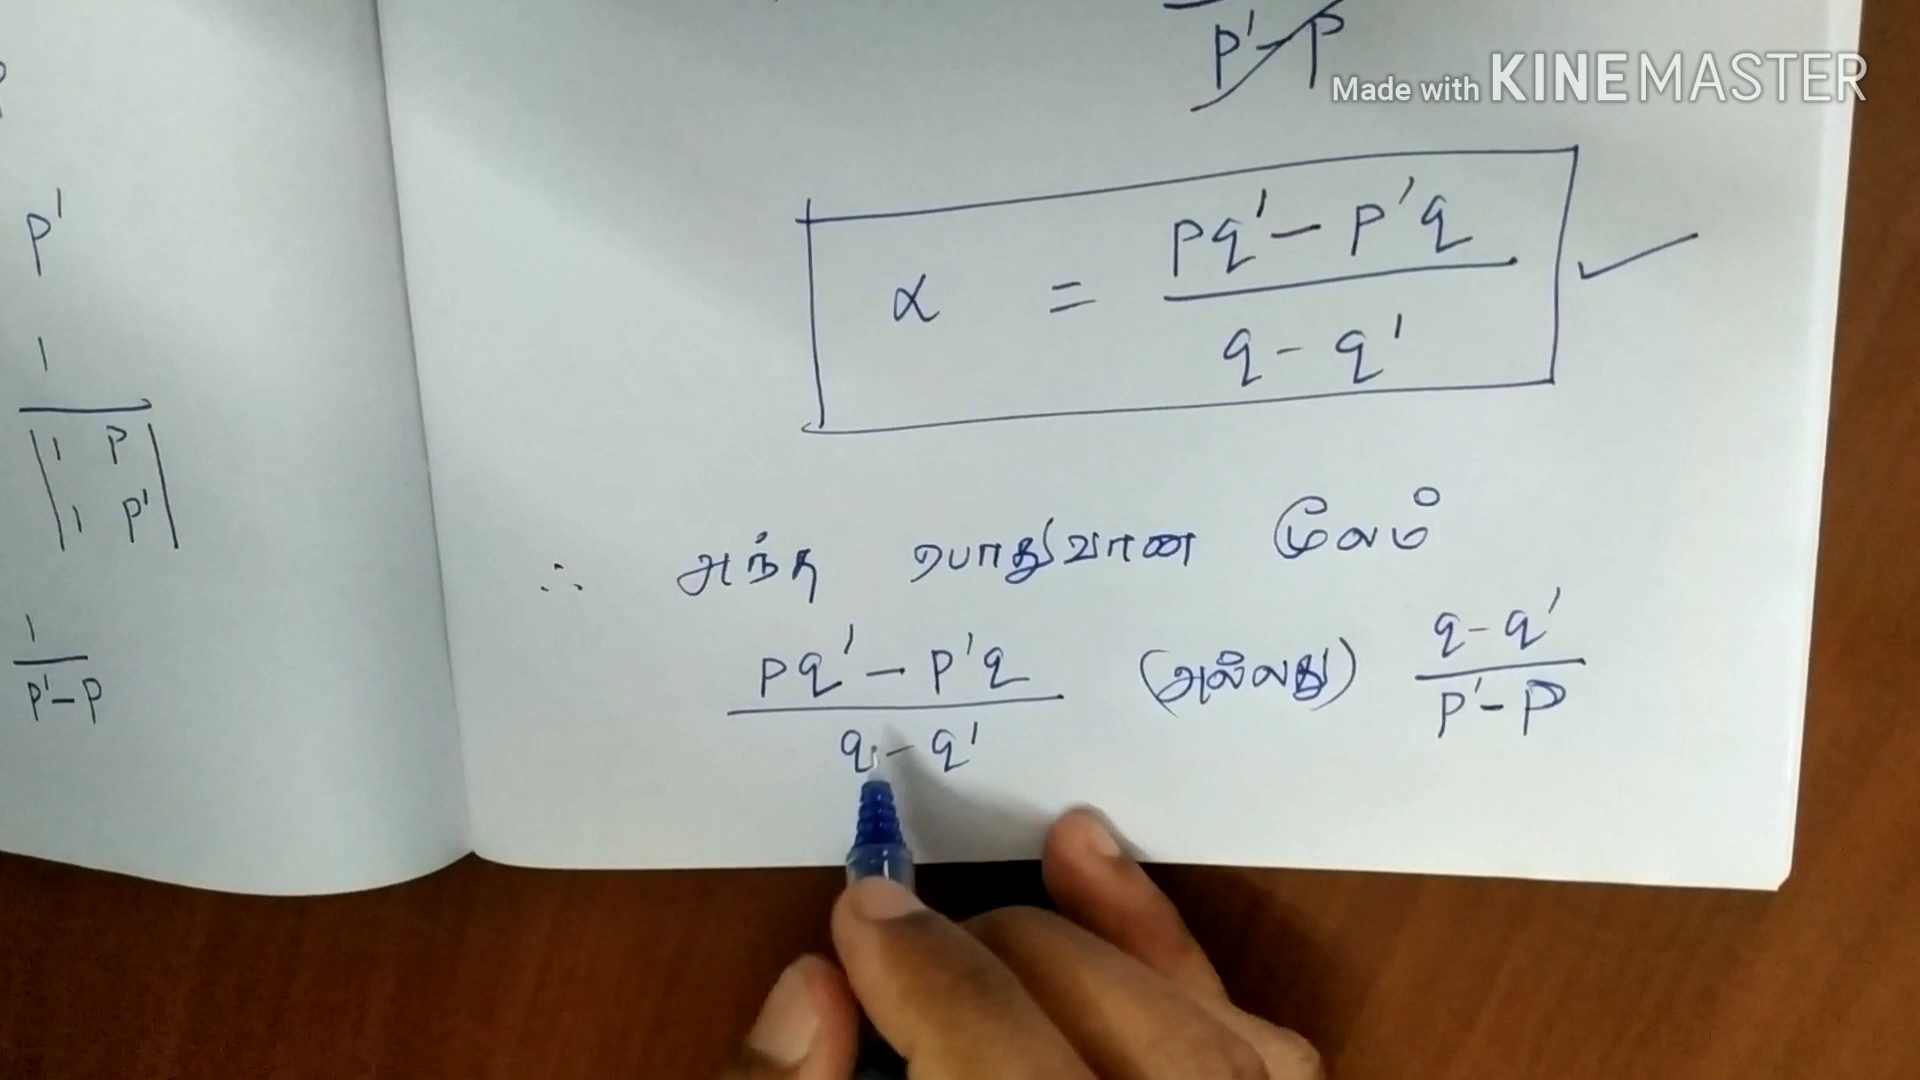 P'
1
1 P
1 P'
1
P'-P
P'-P
Made with KINEMASTER
α = Pq' - P'q
q - q'
∴ அந்த பொதுவான மூலம்
Pq' - P'q (அல்லது) q - q'
q - q' P' - P